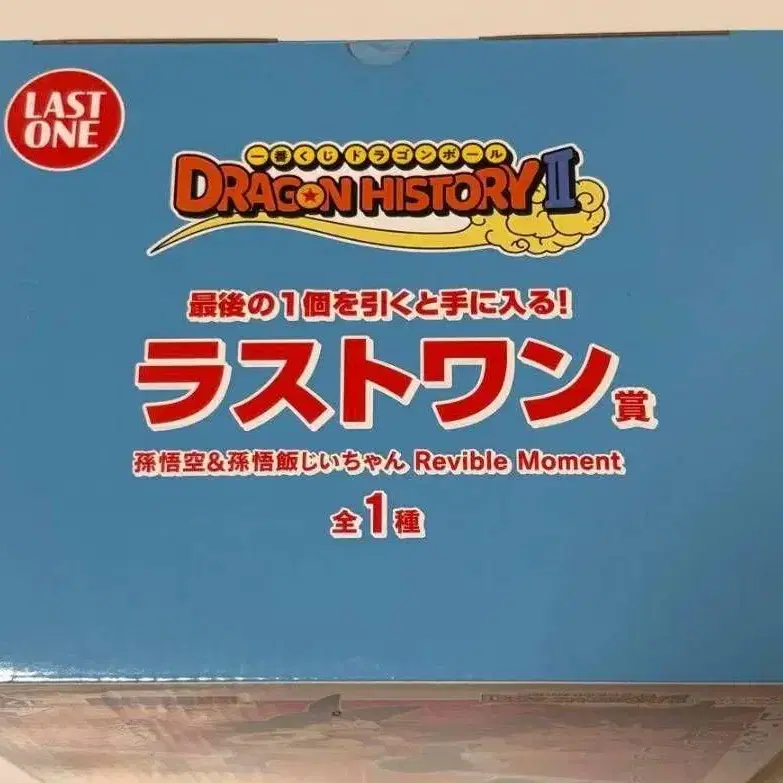 LAST
ONE
一番くじドラゴンボール
DRAGON HISTORY II
最後の1個を引くと手に入る!
ラストワン賞
孫悟空&孫悟飯じいちゃん Revible Moment
全1種